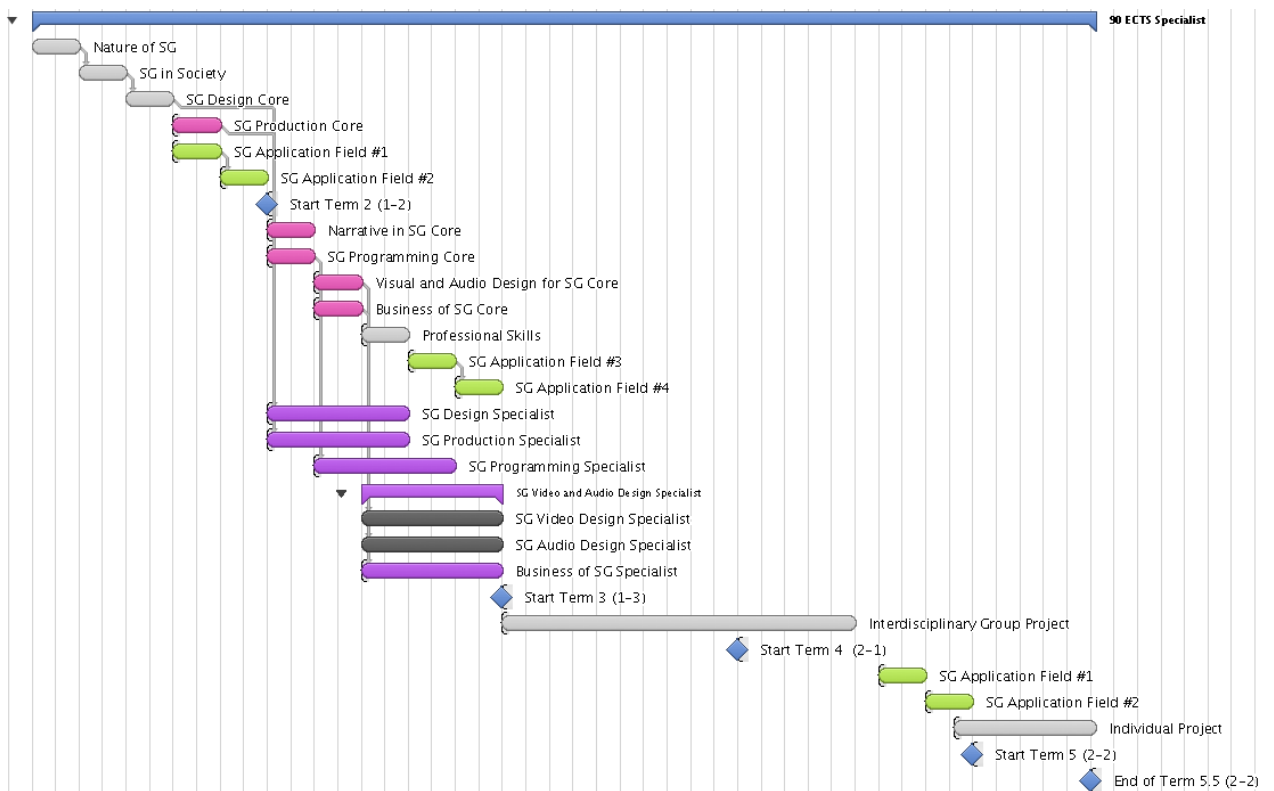 90 ECTS Specialist
Nature of SG
SG in Society
SG Design Core
SG Production Core
SG Application Field #1
SG Application Field #2
Start Term 2 (1-2)
Narrative in SG Core
SG Programming Core
Visual and Audio Design for SG Core
Business of SG Core
Professional Skills
SG Application Field #3
SG Application Field #4
SG Design Specialist
SG Production Specialist
SG Programming Specialist
SG Video and Audio Design Specialist
SG Video Design Specialist
SG Audio Design Specialist
Business of SG Specialist
Start Term 3 (1-3)
Interdisciplinary Group Project
Start Term 4 (2-1)
SG Application Field #1
SG Application Field #2
Individual Project
Start Term 5 (2-2)
End of Term 5.5 (2-2)